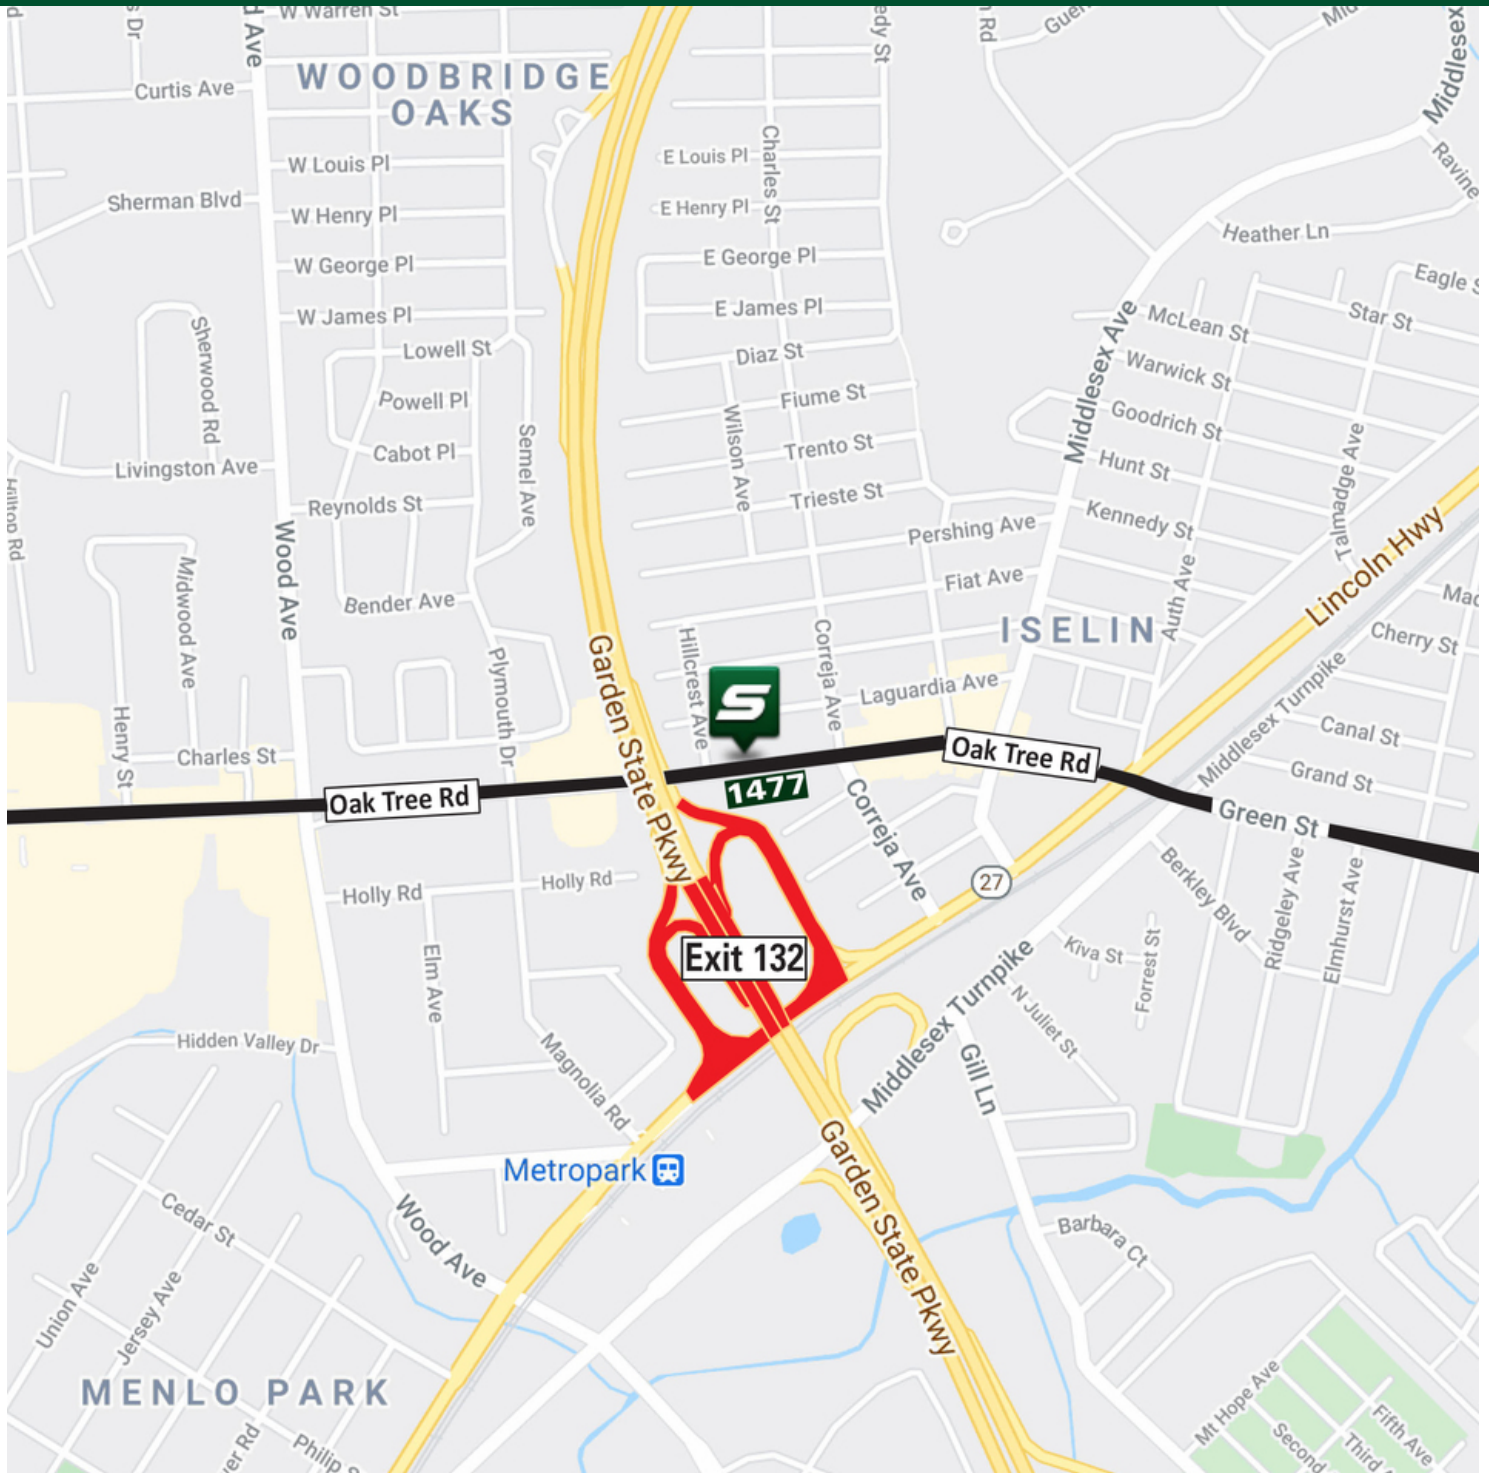 W Warren St
Curtis Ave
WOODBRIDGE
OAKS
Guer
Middlesex
Charles St
W Louis Pl
E Louis Pl
Ravine
Sherman Blvd
W Henry Pl
E Henry Pl
Heather Ln
W George Pl
E George Pl
Eagle S
W James Pl
E James Pl
McLean St
Star St
Sherwood Rd
Lowell St
Diaz St
Middlesex Ave
Warwick St
Powell Pl
Fiume St
Goodrich St
Wilson Ave
Cabot Pl
Trento St
Hunt St
Talmadge Ave
Livingston Ave
Semel Ave
Hilltop Rd
Reynolds St
Trieste St
Kennedy St
Pershing Ave
Lincoln Hwy
Wood Ave
Midwood Ave
Bender Ave
Fiat Ave
Auth Ave
Mac
ISELIN
Cherry St
Garden State Pkwy
Hillcrest Ave
Correja Ave
Laguardia Ave
Plymouth Dr
S
Middlesex Turnpike
Canal St
Henry St
Charles St
Oak Tree Rd
Grand St
Oak Tree Rd
1477
Green St
Correja Ave
Holly Rd
Holly Rd
27
Berkley Blvd
Ridgeley Ave
Elmhurst Ave
Exit 132
Elm Ave
Kiva St
Forrest St
Middlesex Turnpike
N Juliet St
Hidden Valley Dr
Magnolia Rd
Gill Ln
Metropark
Garden State Pkwy
Cedar St
Wood Ave
Barbara Ct
Union Ave
Jersey Ave
MENLO PARK
Mt Hope Ave
Fifth Ave
Second
Third
ver Rd
Philip S